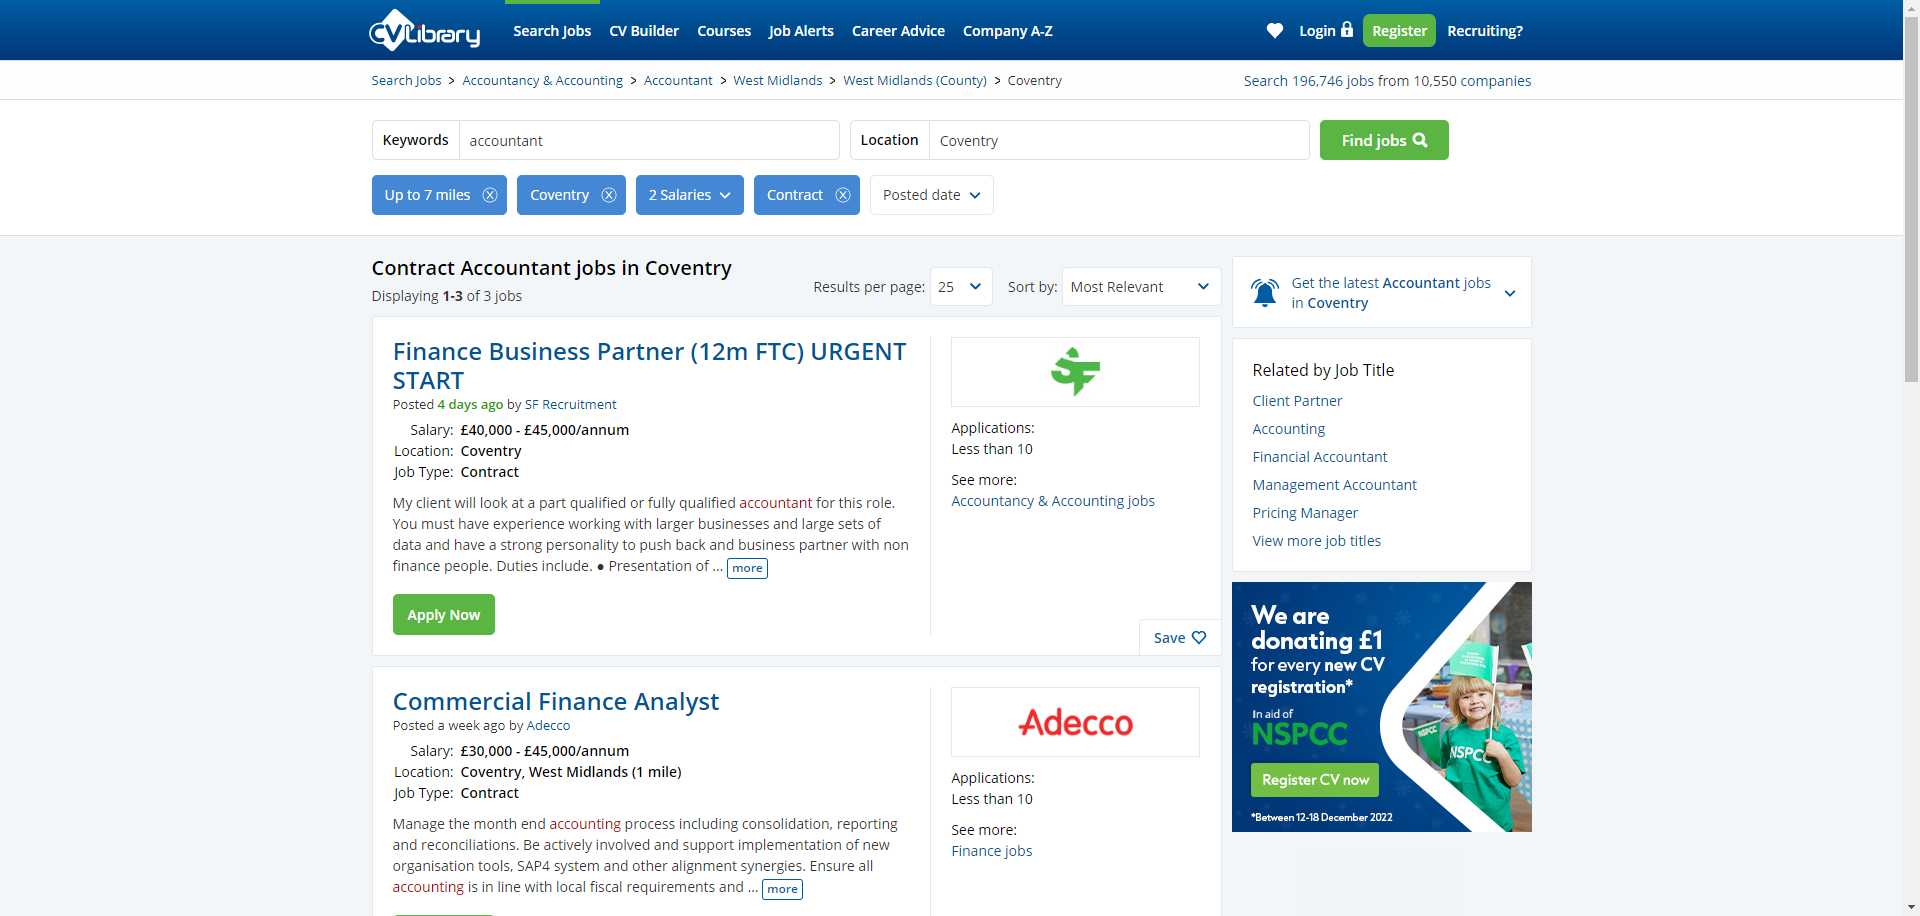 CVLibrary
Search Jobs CV Builder Courses Job Alerts Career Advice Company A-Z
Login Register Recruiting?
Search Jobs > Accountancy & Accounting > Accountant > West Midlands > West Midlands (County) > Coventry
Search 196,746 jobs from 10,550 companies
Keywords accountant
Location Coventry
Find jobs
Up to 7 miles
Coventry
2 Salaries
Contract
Posted date
Contract Accountant jobs in Coventry
Displaying 1-3 of 3 jobs
Results per page: 25
Sort by: Most Relevant
Finance Business Partner (12m FTC) URGENT
START
Posted 4 days ago by SF Recruitment
Salary: £40,000 - £45,000/annum
Location: Coventry
Job Type: Contract
My client will look at a part qualified or fully qualified accountant for this role.
You must have experience working with larger businesses and large sets of
data and have a strong personality to push back and business partner with non
finance people. Duties include. ● Presentation of ... more
Apply Now
SF
Applications:
Less than 10
See more:
Accountancy & Accounting jobs
Save
Commercial Finance Analyst
Posted a week ago by Adecco
Salary: £30,000 - £45,000/annum
Location: Coventry, West Midlands (1 mile)
Job Type: Contract
Manage the month end accounting process including consolidation, reporting
and reconciliations. Be actively involved and support implementation of new
organisation tools, SAP4 system and other alignment synergies. Ensure all
accounting is in line with local fiscal requirements and ... more
Adecco
Applications:
Less than 10
See more:
Finance jobs
Get the latest Accountant jobs
in Coventry
Related by Job Title
Client Partner
Accounting
Financial Accountant
Management Accountant
Pricing Manager
View more job titles
We are
donating £1
for every new CV
registration*
In aid of
NSPCC
Register CV now
*Between 12-18 December 2022
NSPCC
NSPCC